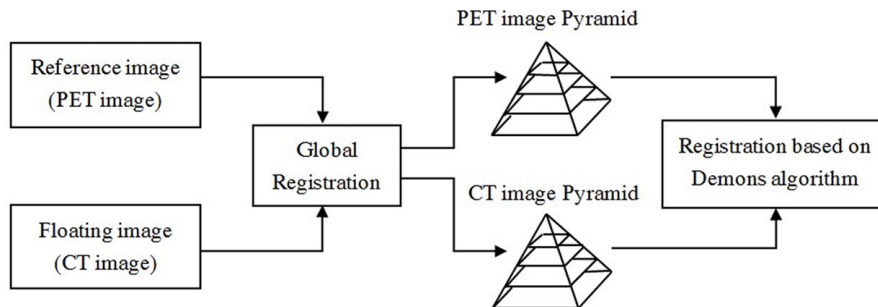 PET image Pyramid
Reference image
(PET image)
Global
Registration
Registration based on
Demons algorithm
CT image Pyramid
Floating image
(CT image)